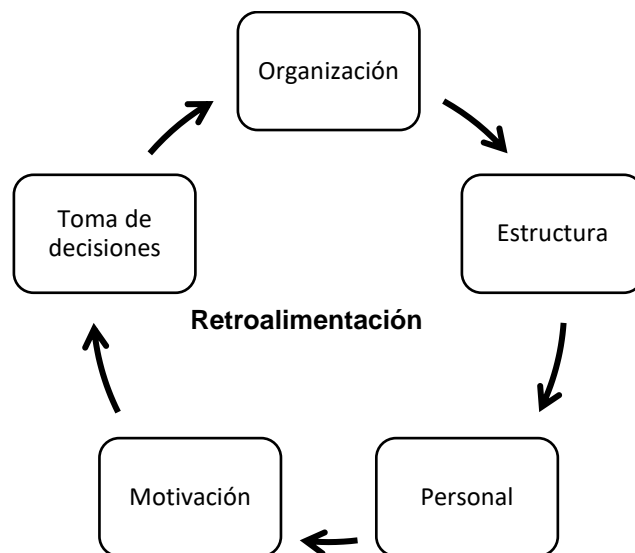 Organización
Estructura
Personal
Motivación
Toma de
decisiones
Retroalimentación